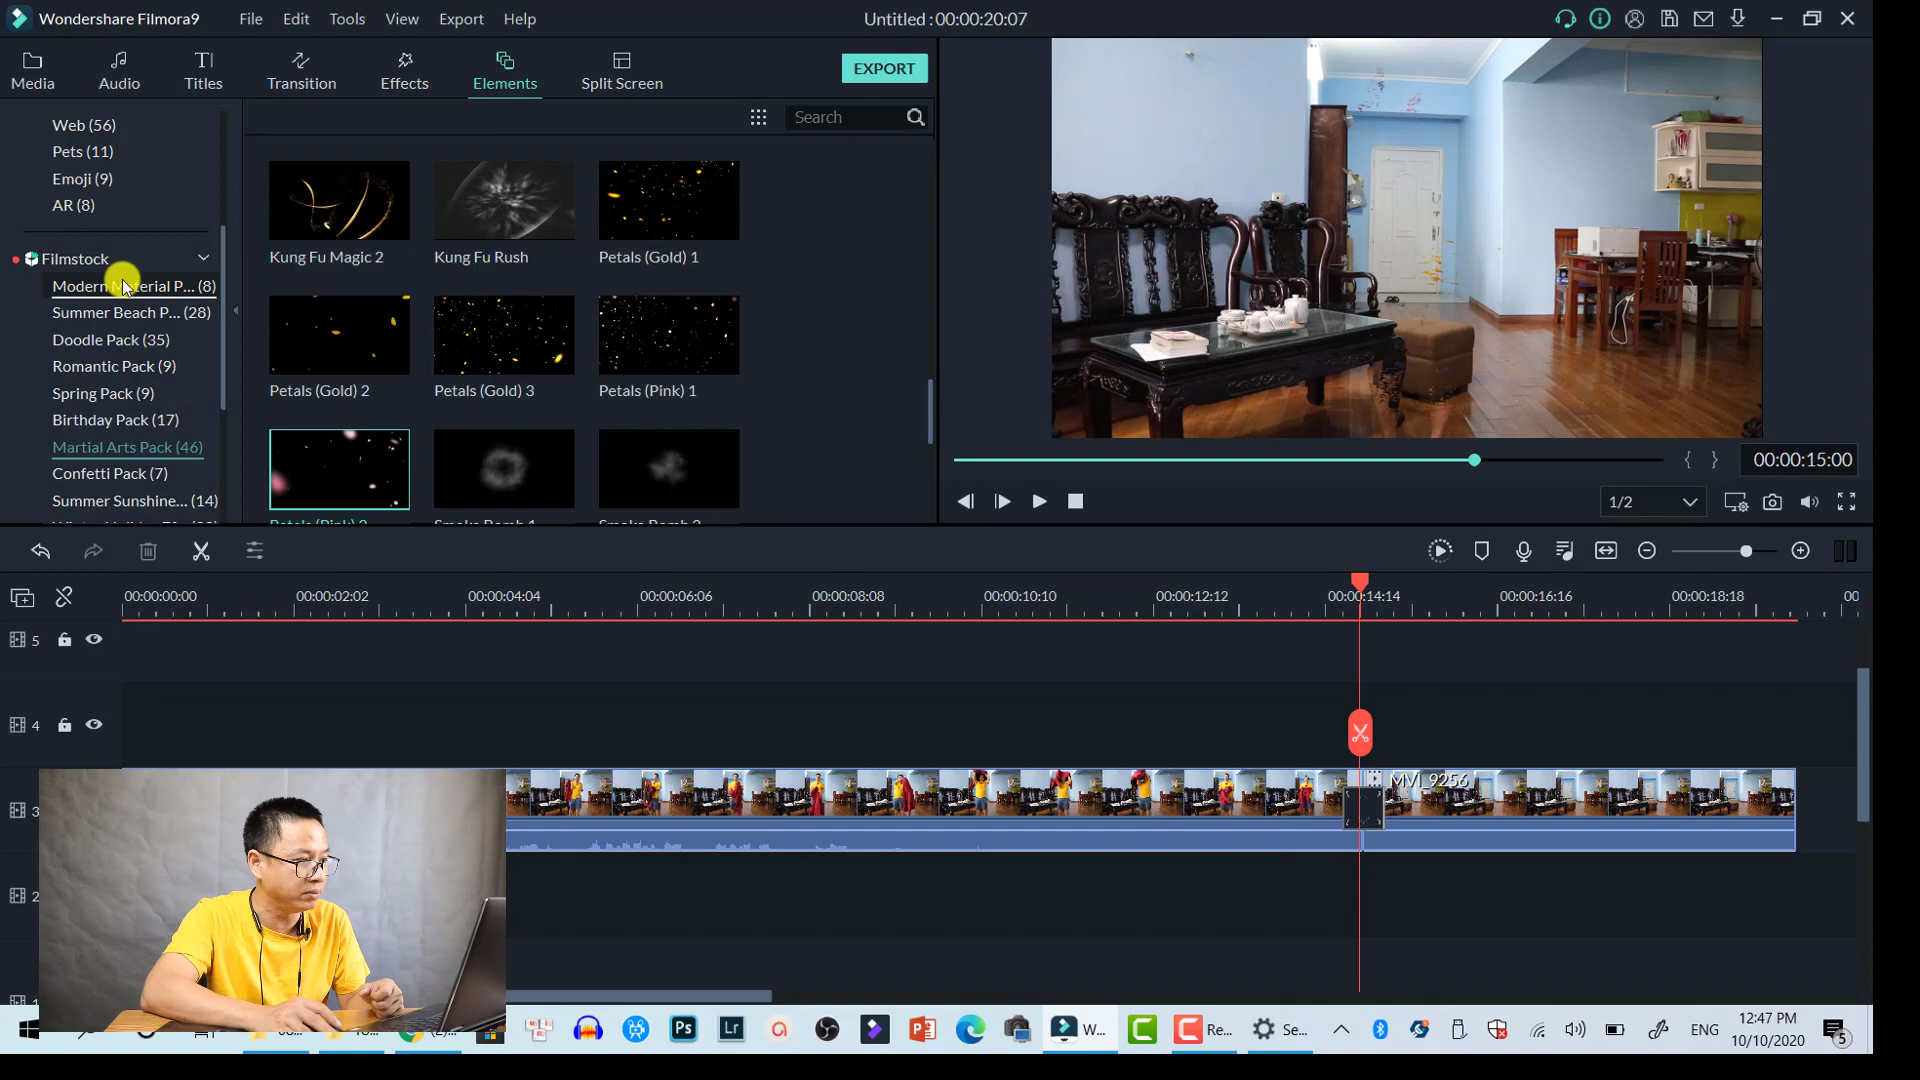 Wondershare Filmora9 File Edit Tools View Export Help Untitled : 00:00:20:07
Media Audio Titles Transition Effects Elements Split Screen EXPORT
Search
Web (56)
Pets (11)
Emoji (9)
AR (8)
Filmstock
Modern Material P... (8)
Summer Beach P... (28)
Doodle Pack (35)
Romantic Pack (9)
Spring Pack (9)
Birthday Pack (17)
Martial Arts Pack (46)
Confetti Pack (7)
Summer Sunshine... (14)
Kung Fu Magic 2 Kung Fu Rush Petals (Gold) 1
Petals (Gold) 2 Petals (Gold) 3 Petals (Pink) 1
Petals (Pink) 2 Smoke Bomb 1 Smoke Bomb 2
{ } 00:00:15:00
1/2
00:00:00:00 00:00:02:02 00:00:04:04 00:00:06:06 00:00:08:08 00:00:10:10 00:00:12:12 00:00:14:14 00:00:16:16 00:00:18:18 00
5
4
3
MVI_9256
2
1
Ps Lr W... Re... Se... ENG 12:47 PM
10/10/2020 5